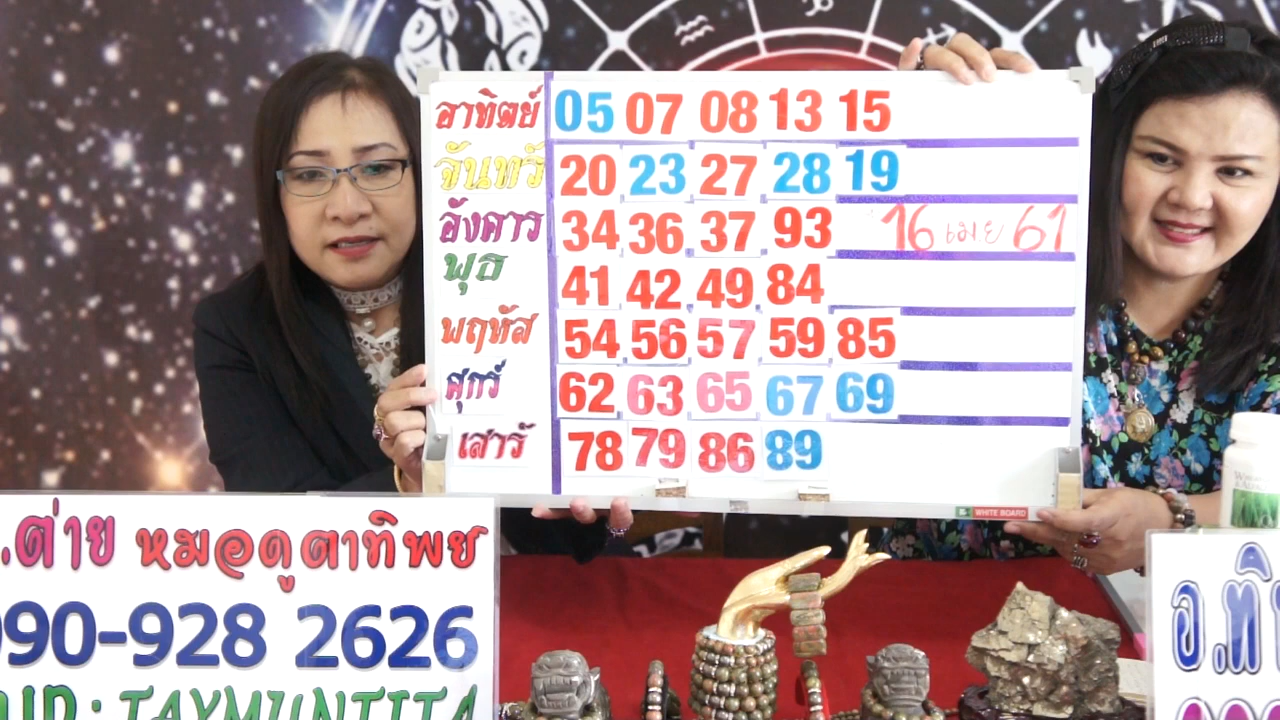 อาทิตย์ 05 07 08 13 15
จันทร์ 20 23 27 28 19
อังคาร 34 36 37 93 16 เมย 61
พุธ 41 42 49 84
พฤหัส 54 56 57 59 85
ศุกร์ 62 63 65 67 69
เสาร์ 78 79 86 89
WHITE BOARD
.ต่าย หมอดูตาทิพย์
090-928 2626
: TAYMUNTITA
อ.ทิ